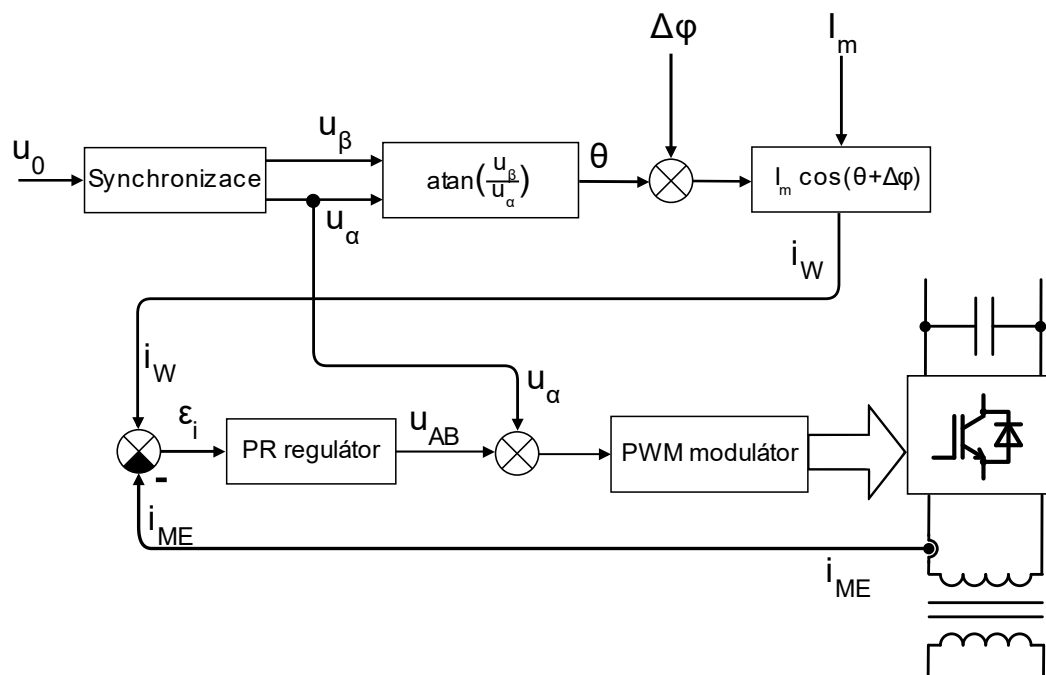 Δφ
I_m
u_0
Synchronizace
u_β
u_α
atan(u_β/u_α)
θ
I_m cos(θ+Δφ)
i_W
i_W
u_α
ε_i
PR regulátor
u_AB
PWM modulátor
-
i_ME
i_ME